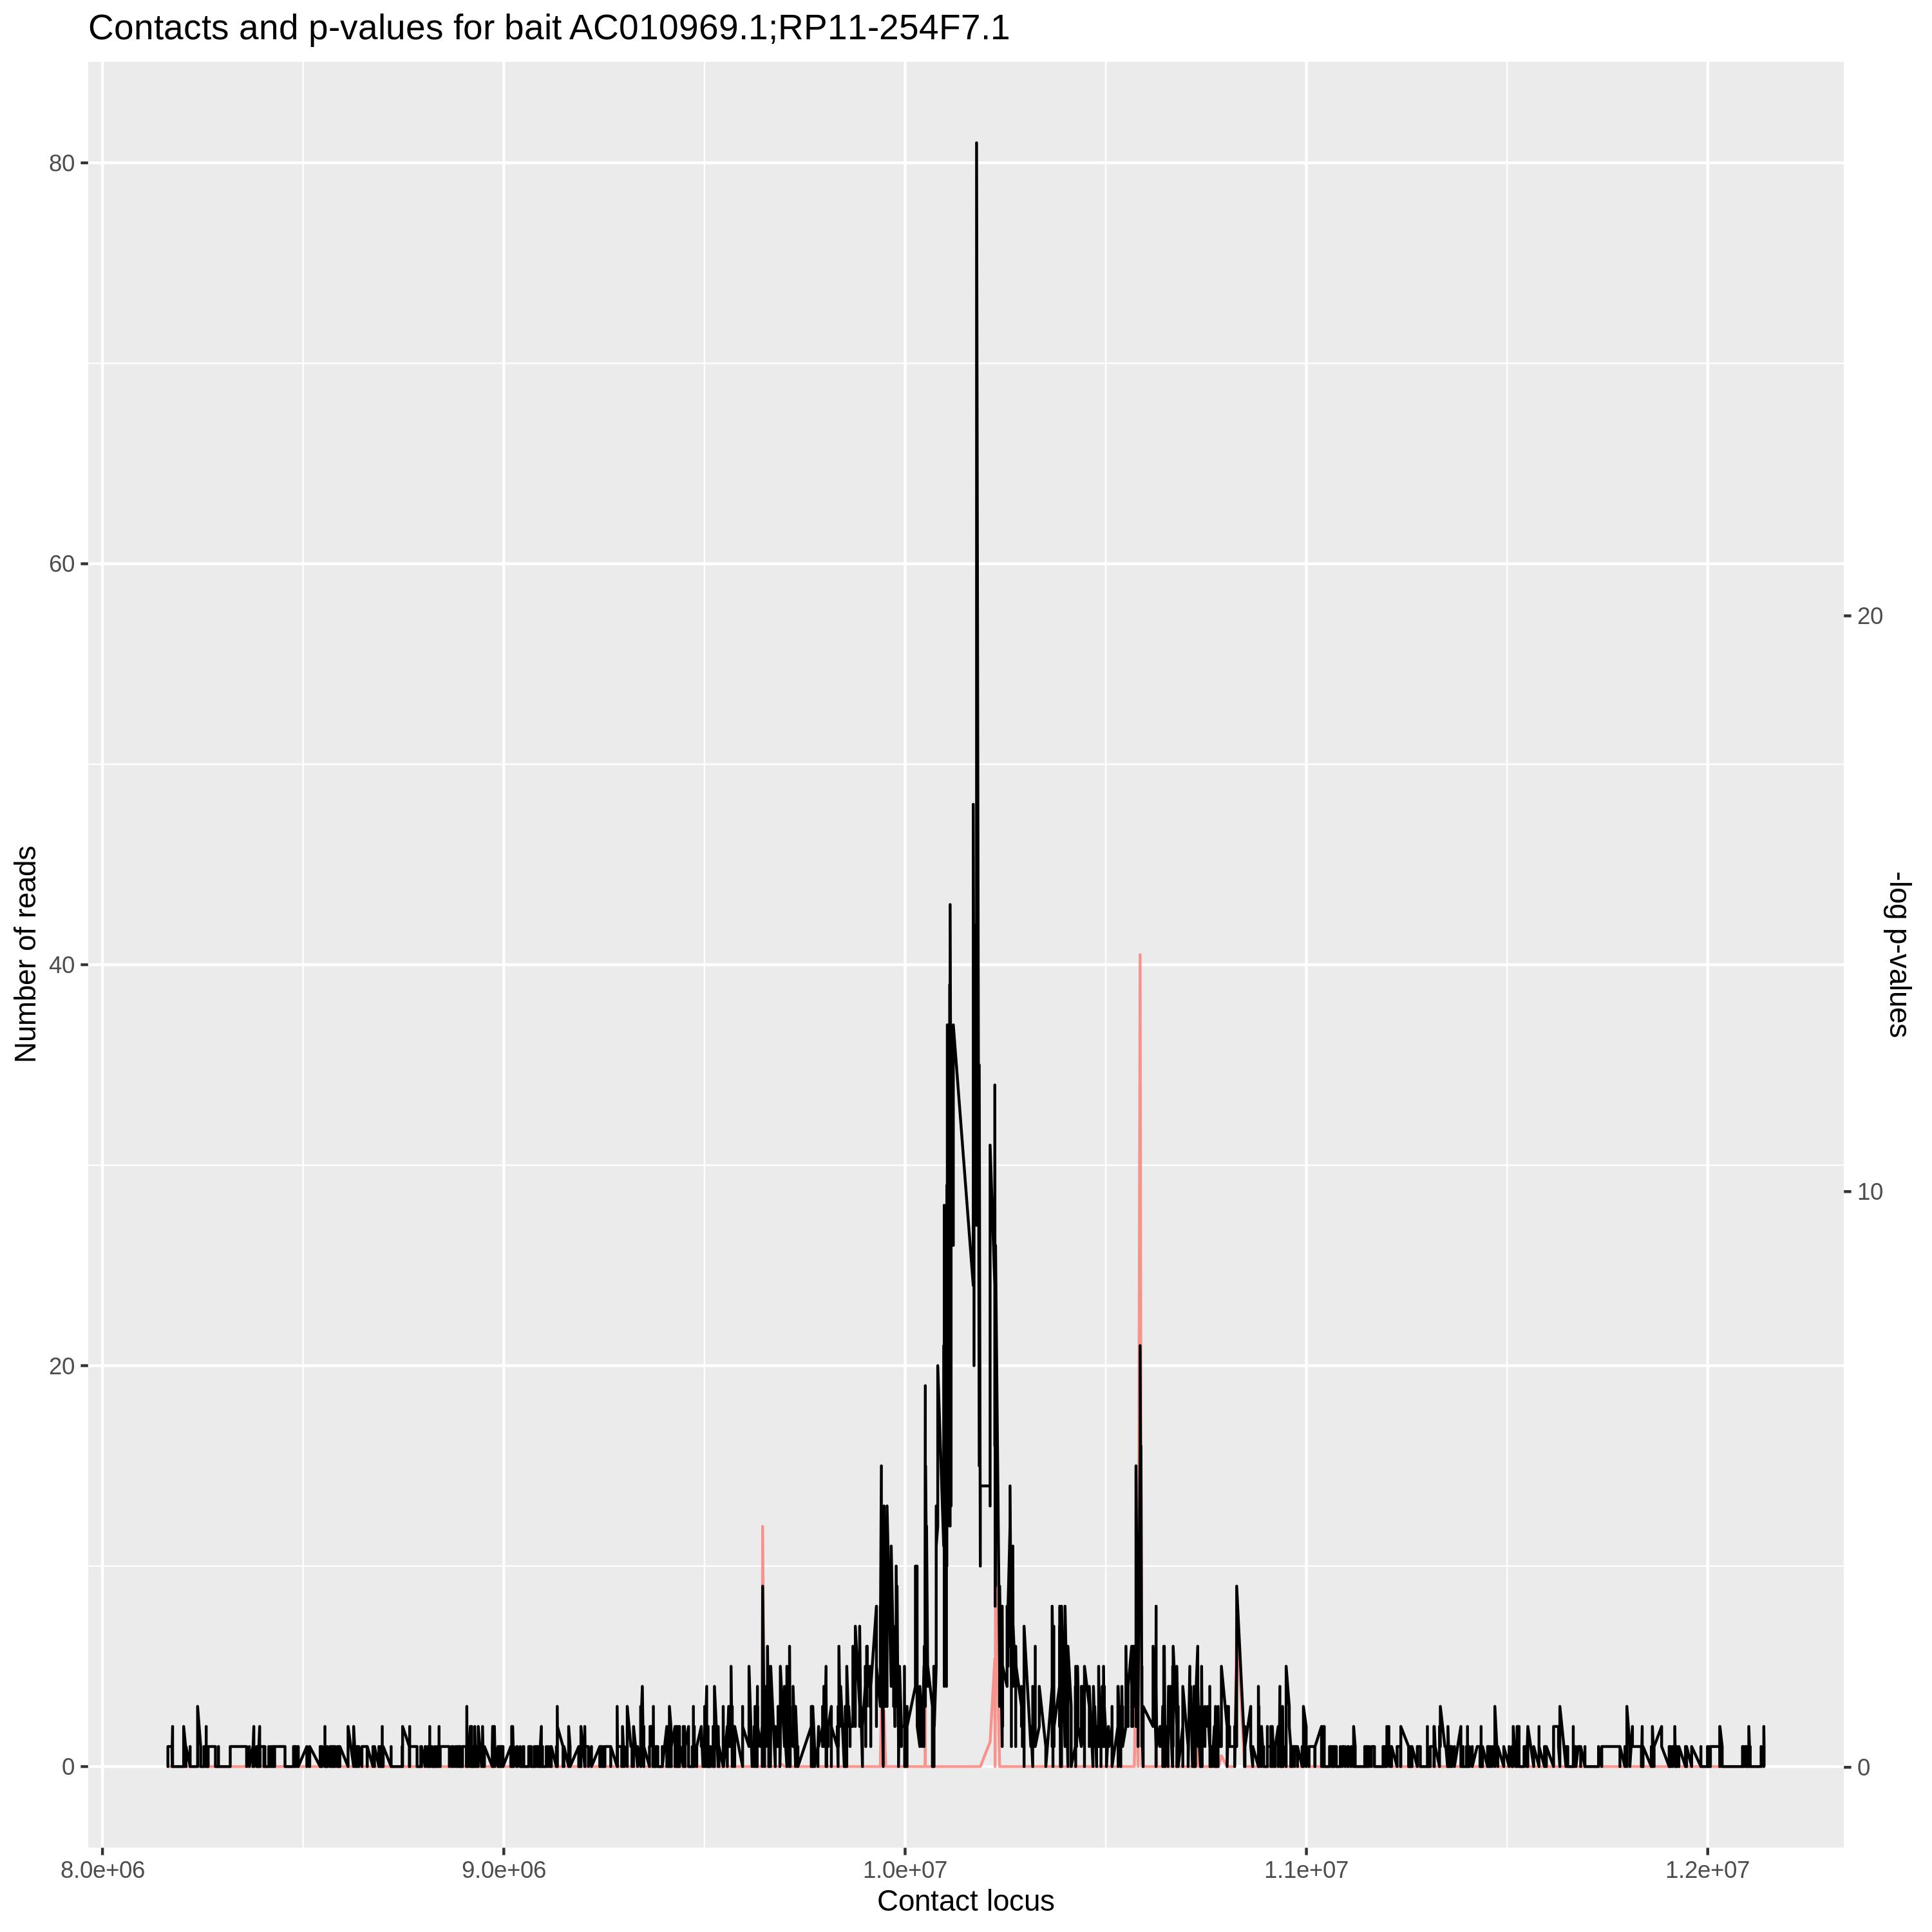 Contacts and p-values for bait AC010969.1;RP11-254F7.1
80
60
40
20
0
Number of reads
20
10
0
-log p-values
8.0e+06
9.0e+06
1.0e+07
1.1e+07
1.2e+07
Contact locus